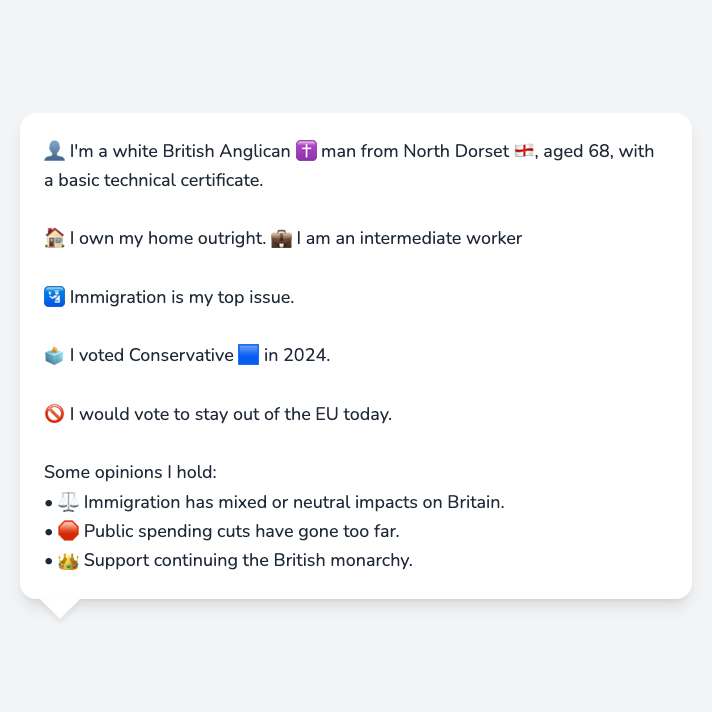 👤 I'm a white British Anglican ✝️ man from North Dorset 🏴󠁧󠁢󠁥󠁮󠁧󠁿, aged 68, with
a basic technical certificate.
🏠 I own my home outright. 💼 I am an intermediate worker
🛂 Immigration is my top issue.
🗳️ I voted Conservative 🟦 in 2024.
🚫 I would vote to stay out of the EU today.
Some opinions I hold:
• ⚖️ Immigration has mixed or neutral impacts on Britain.
• 🛑 Public spending cuts have gone too far.
• 👑 Support continuing the British monarchy.